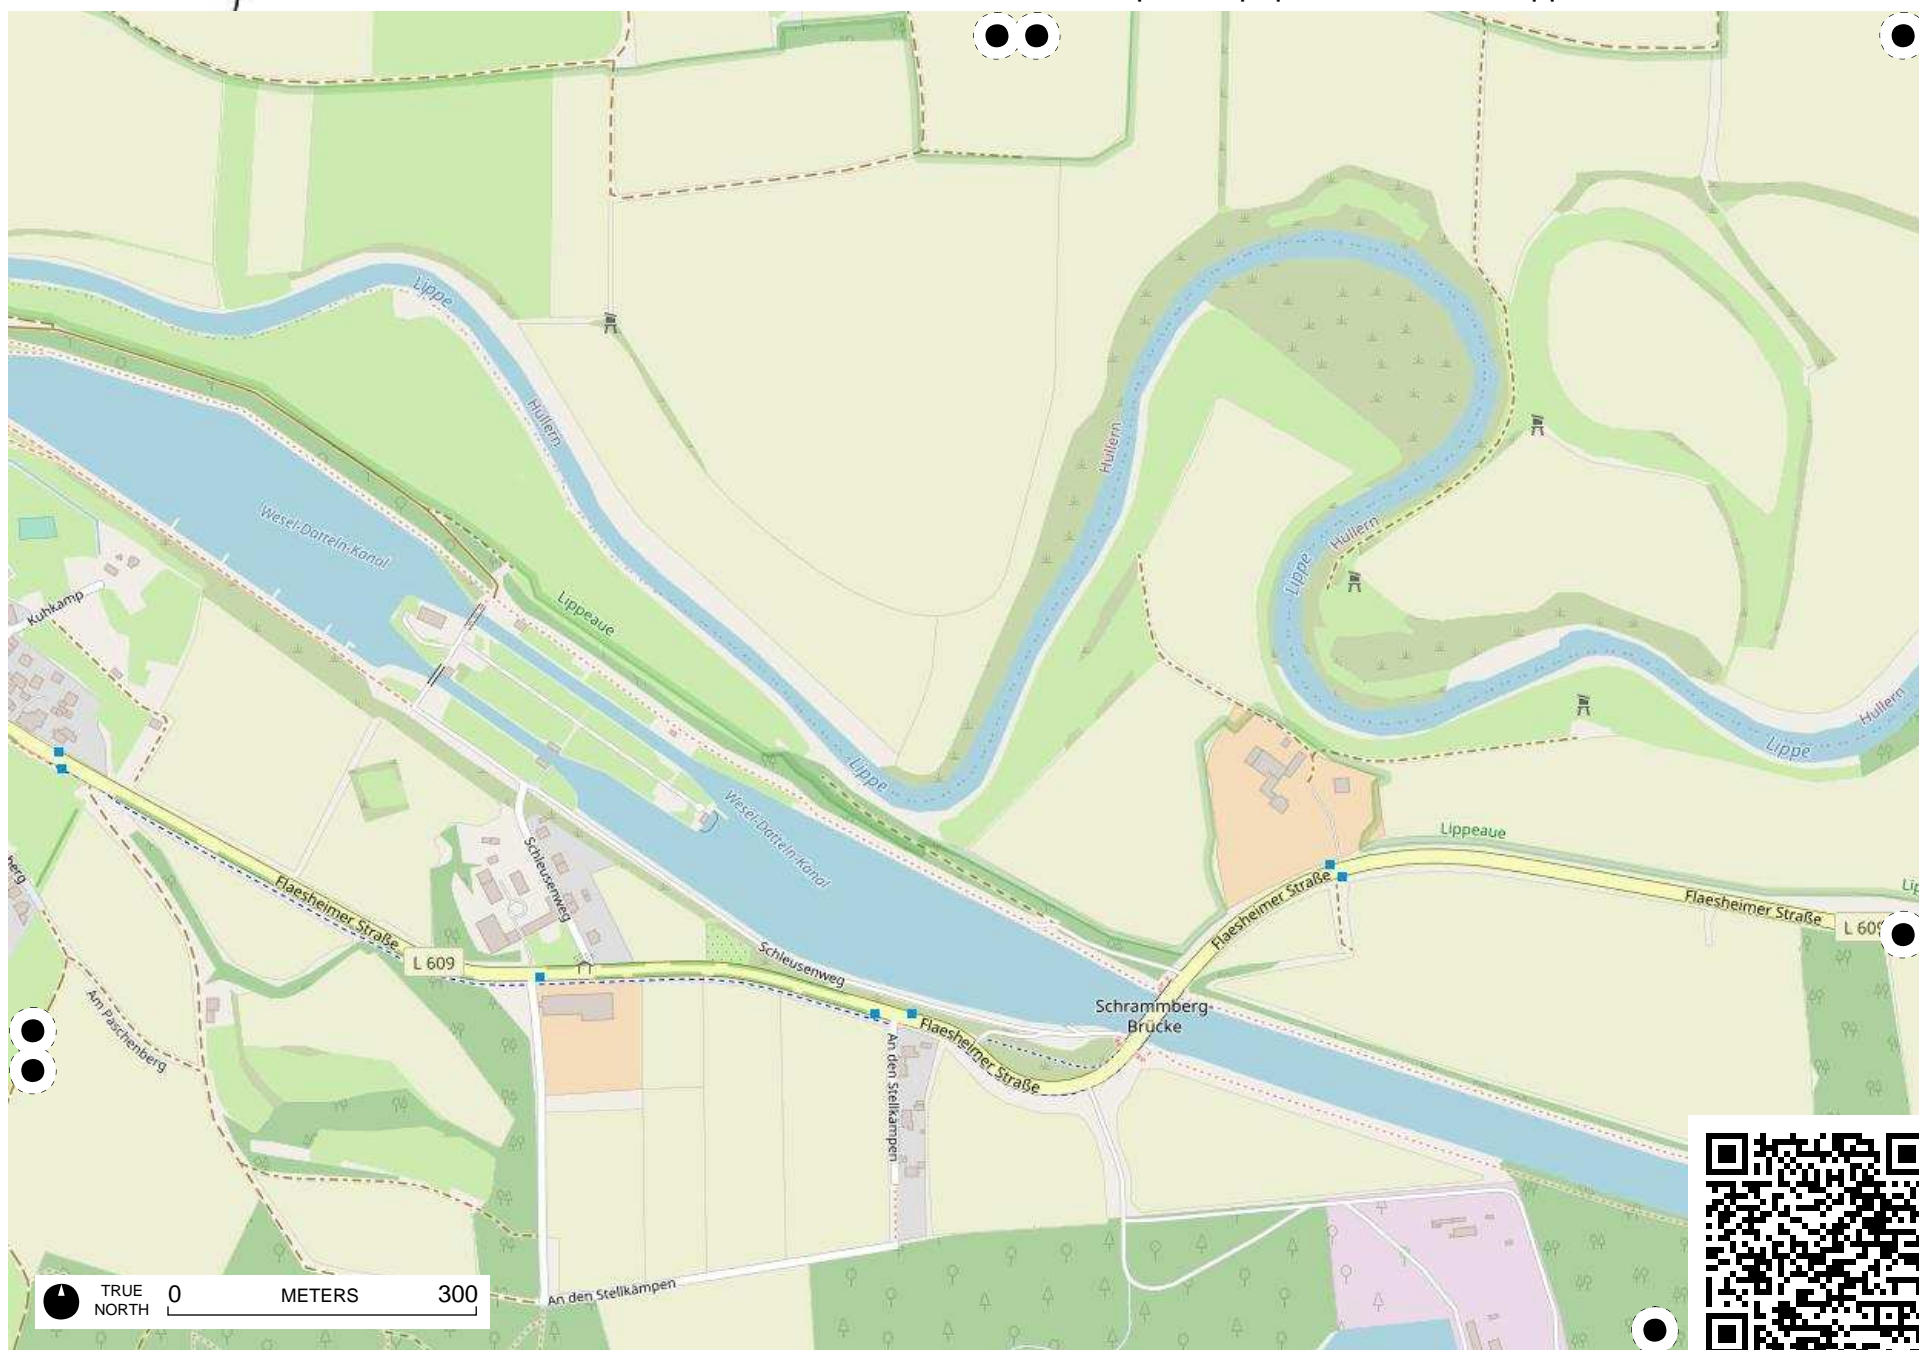 Lippe
Hullern
Hullern
Hullern
Lippe
Wesel-Datteln-Kanal
Kuhkamp
Lippeaue
Hullern
Lippe
Lippe
Wesel-Datteln-Kanal
Lippeaue
Schleusenweg
Flaesheimer Straße
Flaesheimer Straße
Flaesheimer Straße
L 609
L 609
Schleusenweg
Am Paschenberg
Schrammberg-
Brücke
Flaesheimer Straße
An den Stellkämpen
An den Stellkämpen
TRUE
NORTH
0 METERS 300